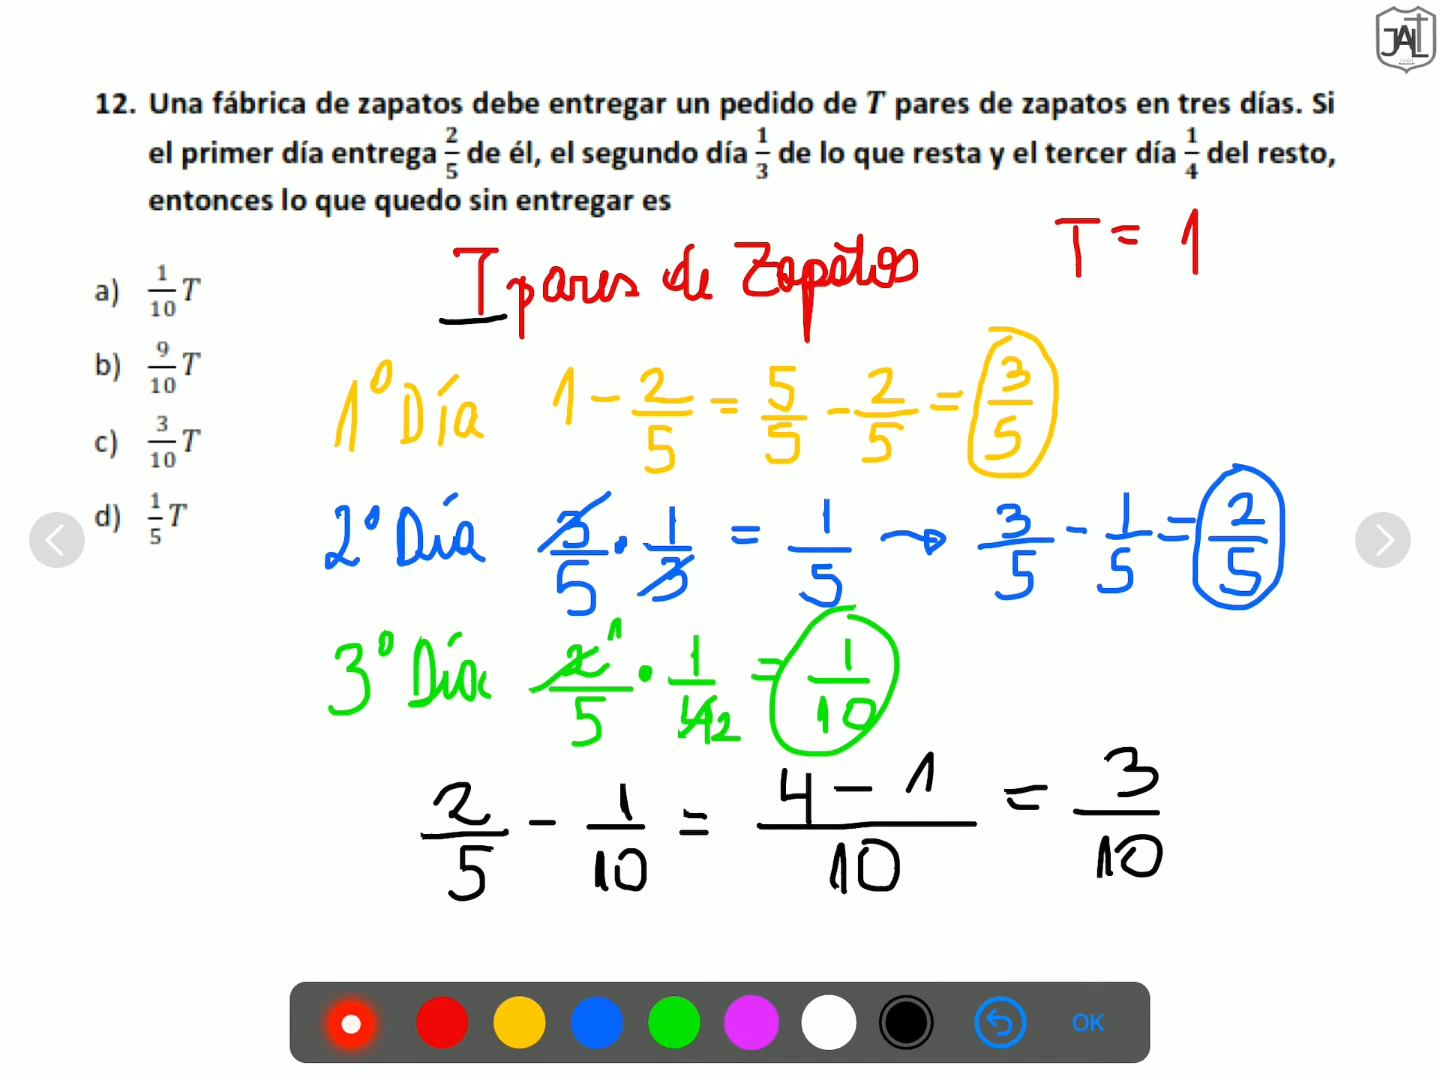 JALT
12. Una fábrica de zapatos debe entregar un pedido de T pares de zapatos en tres días. Si
el primer día entrega 2/5 de él, el segundo día 1/3 de lo que resta y el tercer día 1/4 del resto,
entonces lo que quedo sin entregar es
T pares de zapatos T = 1
a) 1/10 T
b) 9/10 T
c) 3/10 T
d) 1/5 T
1º Día 1 - 2/5 = 5/5 - 2/5 = 3/5
2º Día 3/5 · 1/3 = 1/5 → 3/5 - 1/5 = 2/5
3º Día 2/5 1 · 1/4 2 = 1/10
2/5 - 1/10 = 4 - 1/10 = 3/10
OK